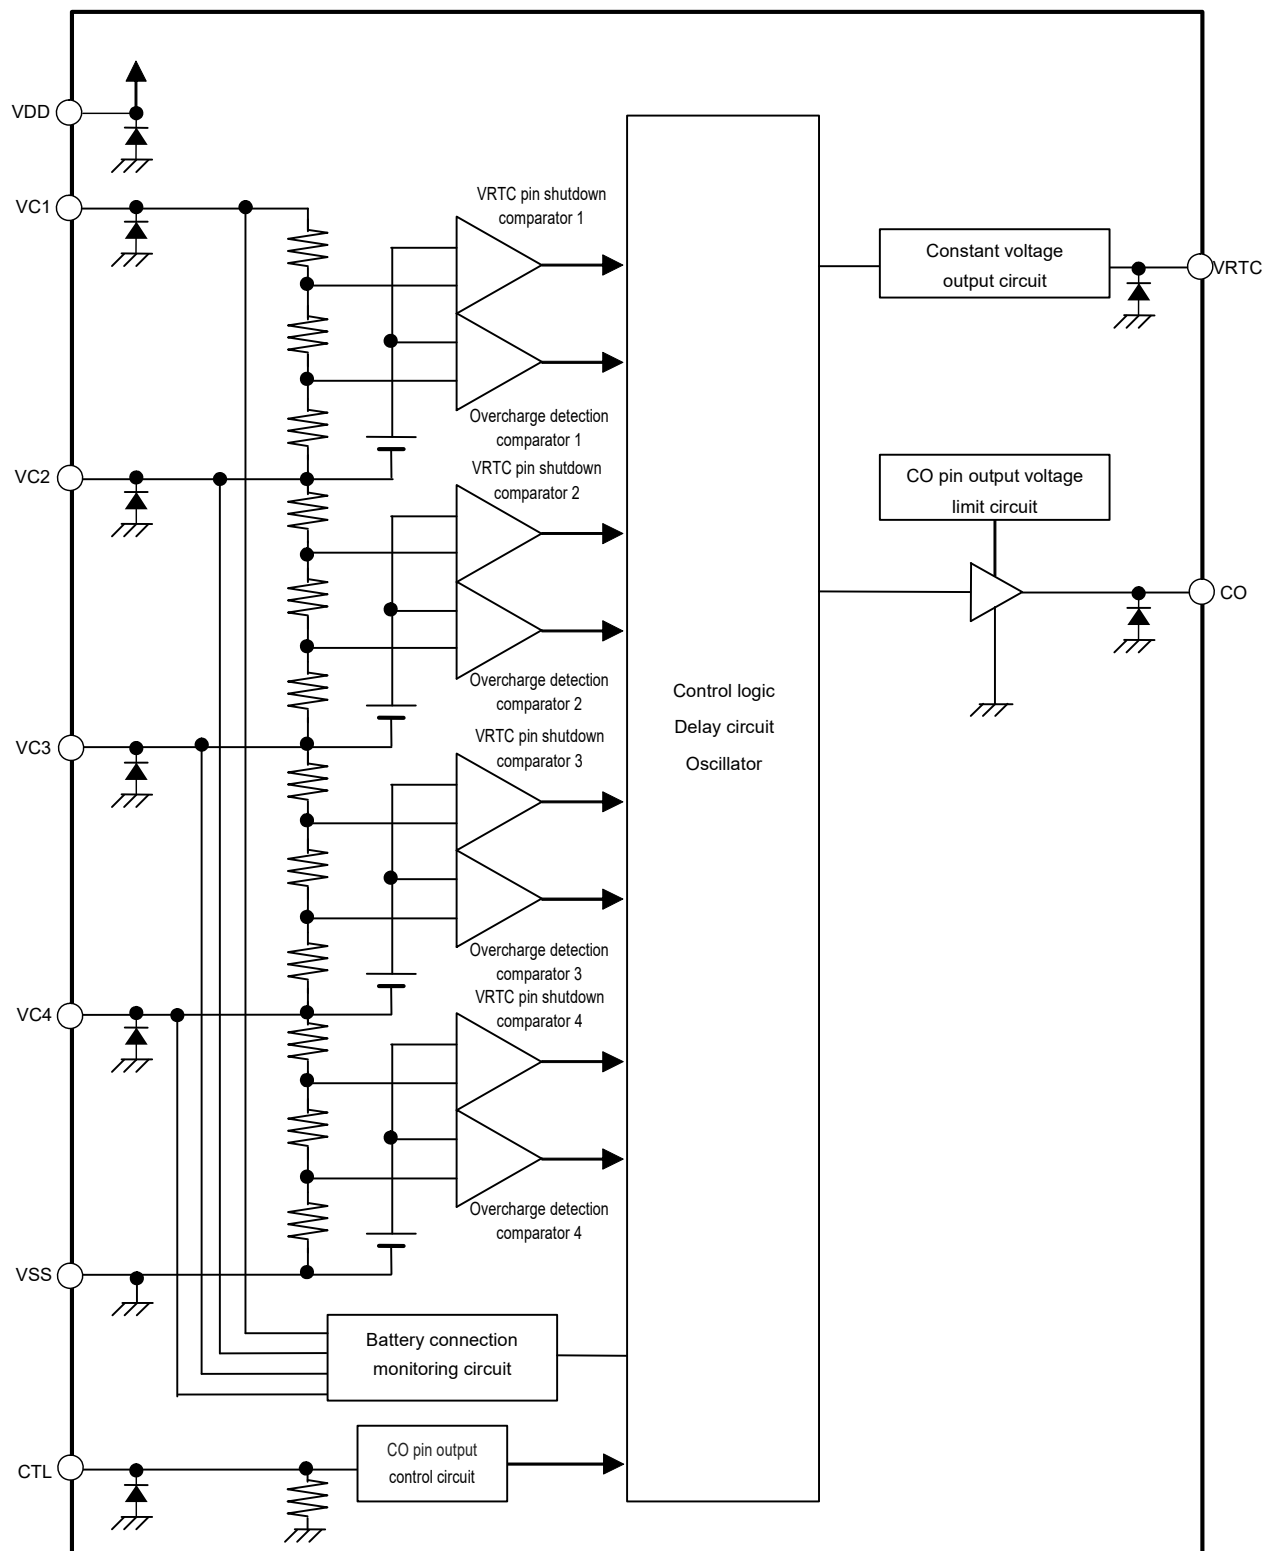 VDD
VC1
VRTC pin shutdown
comparator 1
Constant voltage
output circuit
VRTC
Overcharge detection
comparator 1
VC2
VRTC pin shutdown
comparator 2
CO pin output voltage
limit circuit
CO
Overcharge detection
comparator 2
Control logic
Delay circuit
Oscillator
VC3
VRTC pin shutdown
comparator 3
Overcharge detection
comparator 3
VC4
VRTC pin shutdown
comparator 4
Overcharge detection
comparator 4
VSS
Battery connection
monitoring circuit
CTL
CO pin output
control circuit